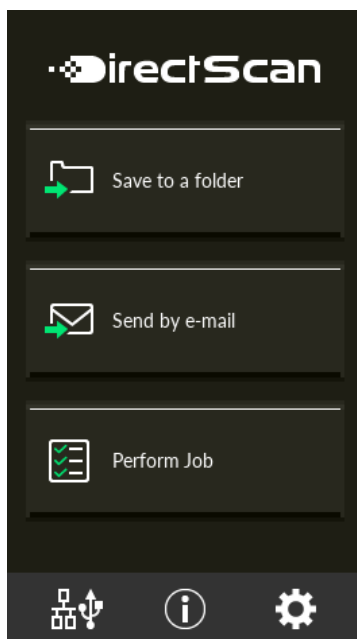 DirectScan
Save to a folder
Send by e-mail
Perform Job